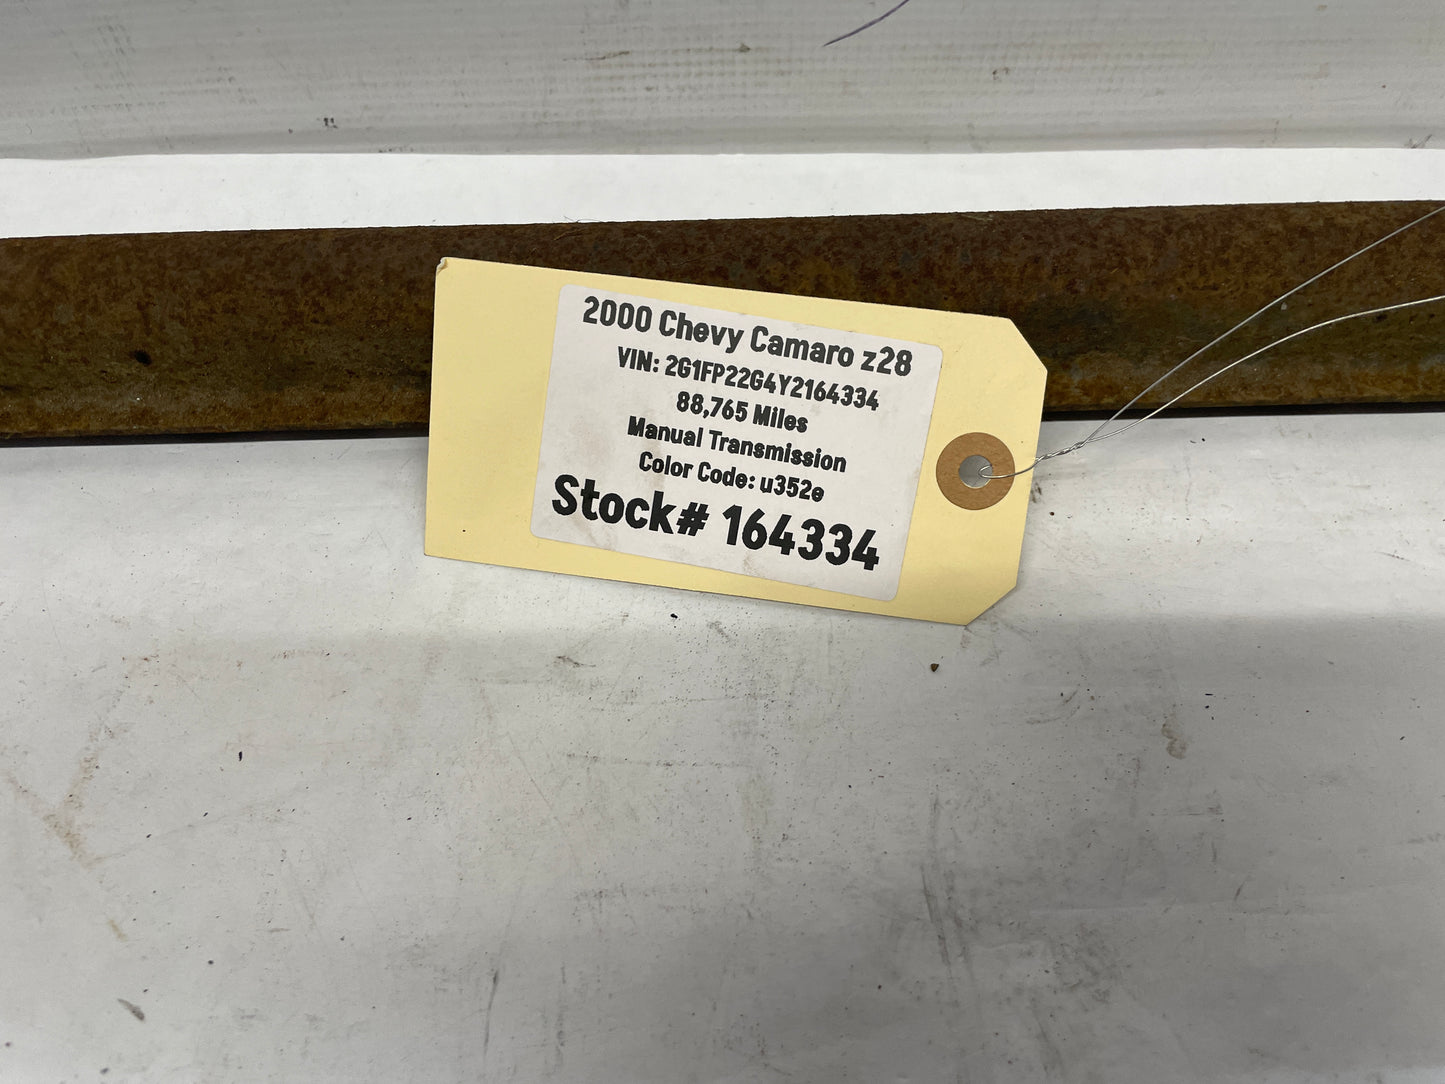 2000 Chevy Camaro z28
VIN: 2G1FP22G4Y2164334
88,765 Miles
Manual Transmission
Color Code: u352e
Stock# 164334